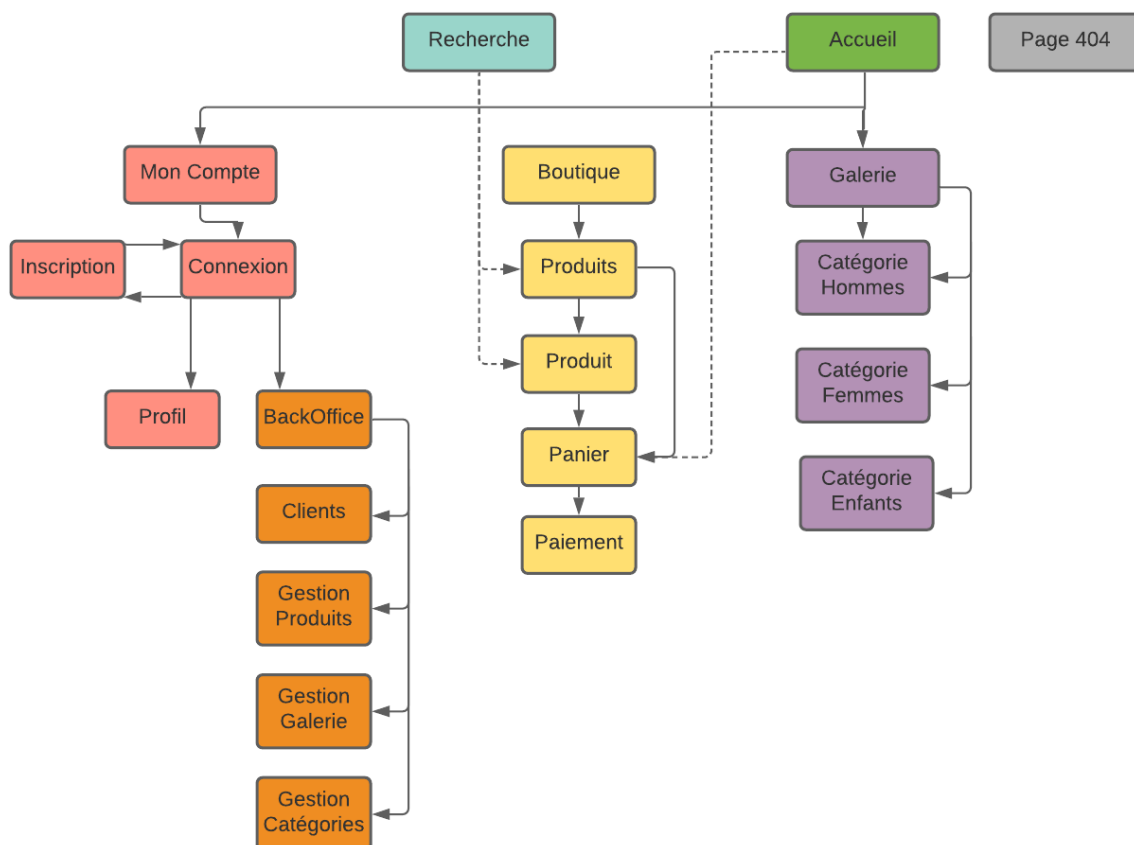 Recherche
Accueil
Page 404
Mon Compte
Boutique
Galerie
Inscription
Connexion
Produits
Catégorie
Hommes
Produit
Catégorie
Femmes
Profil
BackOffice
Panier
Catégorie
Enfants
Clients
Paiement
Gestion
Produits
Gestion
Galerie
Gestion
Catégories